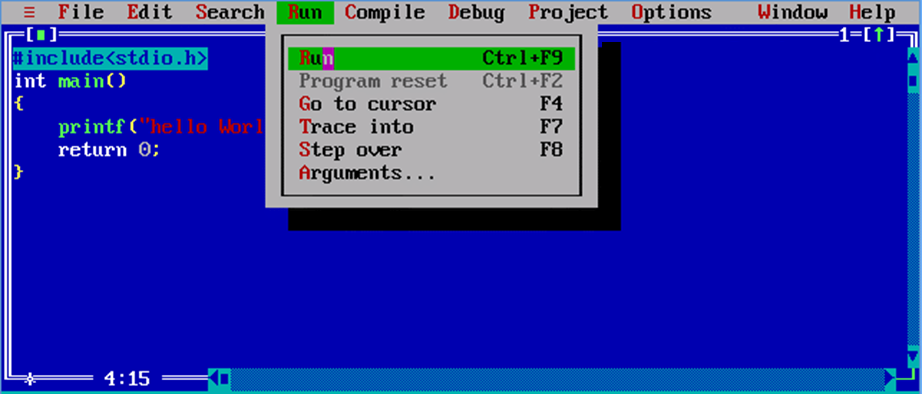 ≡ File Edit Search Run Compile Debug Project Options Window Help
1=[↑]
#include<stdio.h>
int main()
{
printf("hello Worl
return 0;
}
Run Ctrl+F9
Program reset Ctrl+F2
Go to cursor F4
Trace into F7
Step over F8
Arguments...
4:15